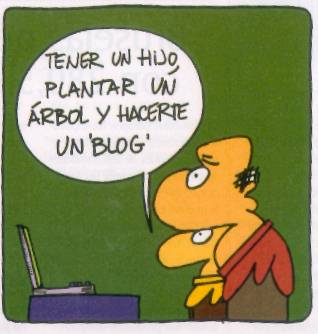 TENER UN HIJO,
PLANTAR UN
ÁRBOL Y HACERTE
UN 'BLOG'